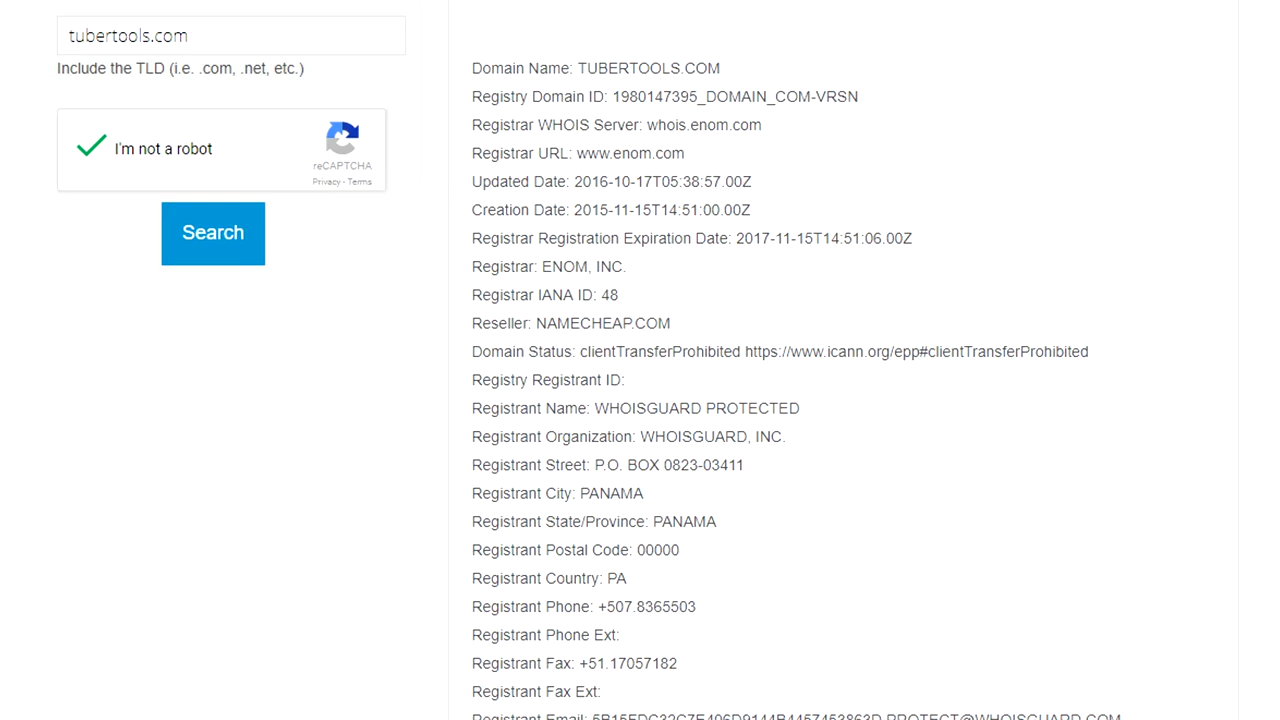 tubertools.com
Include the TLD (i.e. .com, .net, etc.)
I'm not a robot
reCAPTCHA
Privacy - Terms
Search
Domain Name: TUBERTOOLS.COM
Registry Domain ID: 1980147395_DOMAIN_COM-VRSN
Registrar WHOIS Server: whois.enom.com
Registrar URL: www.enom.com
Updated Date: 2016-10-17T05:38:57.00Z
Creation Date: 2015-11-15T14:51:00.00Z
Registrar Registration Expiration Date: 2017-11-15T14:51:06.00Z
Registrar: ENOM, INC.
Registrar IANA ID: 48
Reseller: NAMECHEAP.COM
Domain Status: clientTransferProhibited https://www.icann.org/epp#clientTransferProhibited
Registry Registrant ID:
Registrant Name: WHOISGUARD PROTECTED
Registrant Organization: WHOISGUARD, INC.
Registrant Street: P.O. BOX 0823-03411
Registrant City: PANAMA
Registrant State/Province: PANAMA
Registrant Postal Code: 00000
Registrant Country: PA
Registrant Phone: +507.8365503
Registrant Phone Ext:
Registrant Fax: +51.17057182
Registrant Fax Ext:
Registrant Email: